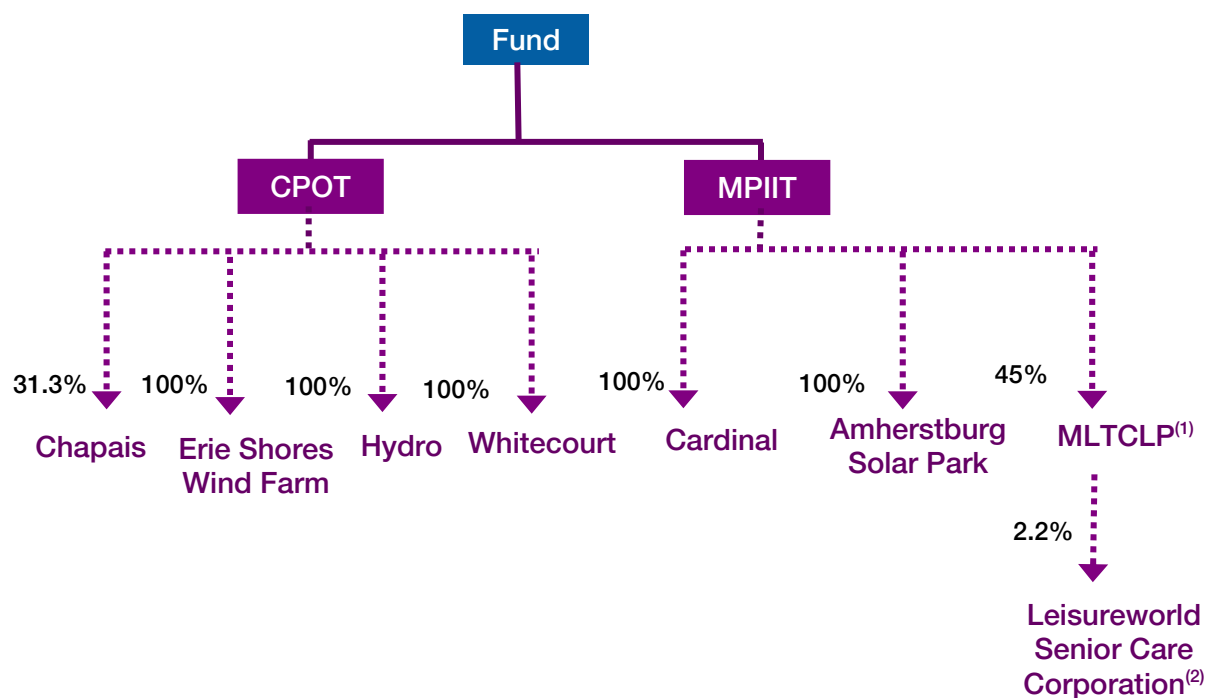 Fund
CPOT
MPIIT
31.3%
100%
100%
100%
100%
100%
45%
Chapais
Erie Shores
Wind Farm
Hydro
Whitecourt
Cardinal
Amherstburg
Solar Park
MLTCLP(1)
2.2%
Leisureworld
Senior Care
Corporation(2)